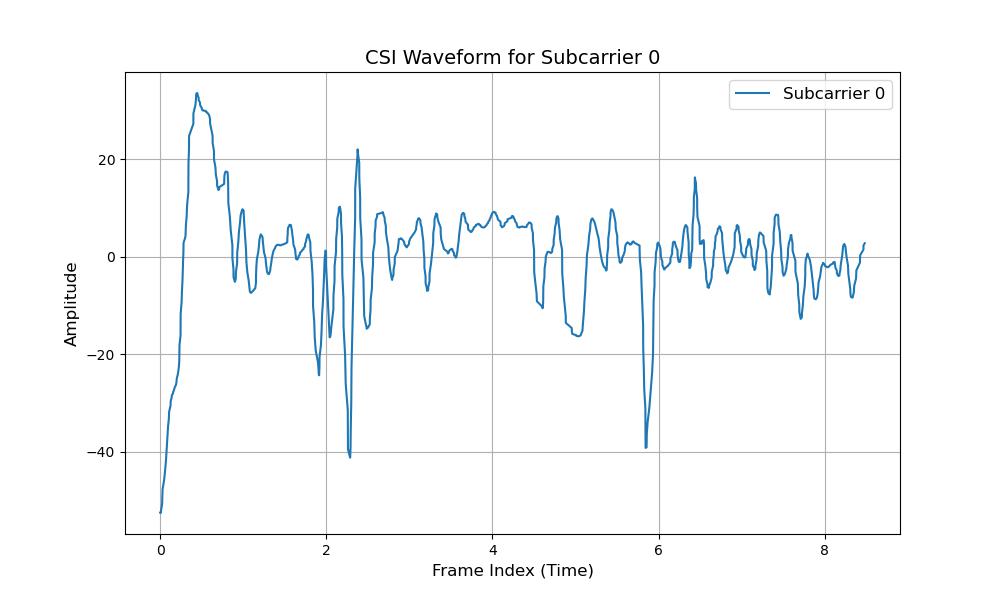 CSI Waveform for Subcarrier 0
Subcarrier 0
20
0
−20
−40
Amplitude
0 2 4 6 8
Frame Index (Time)